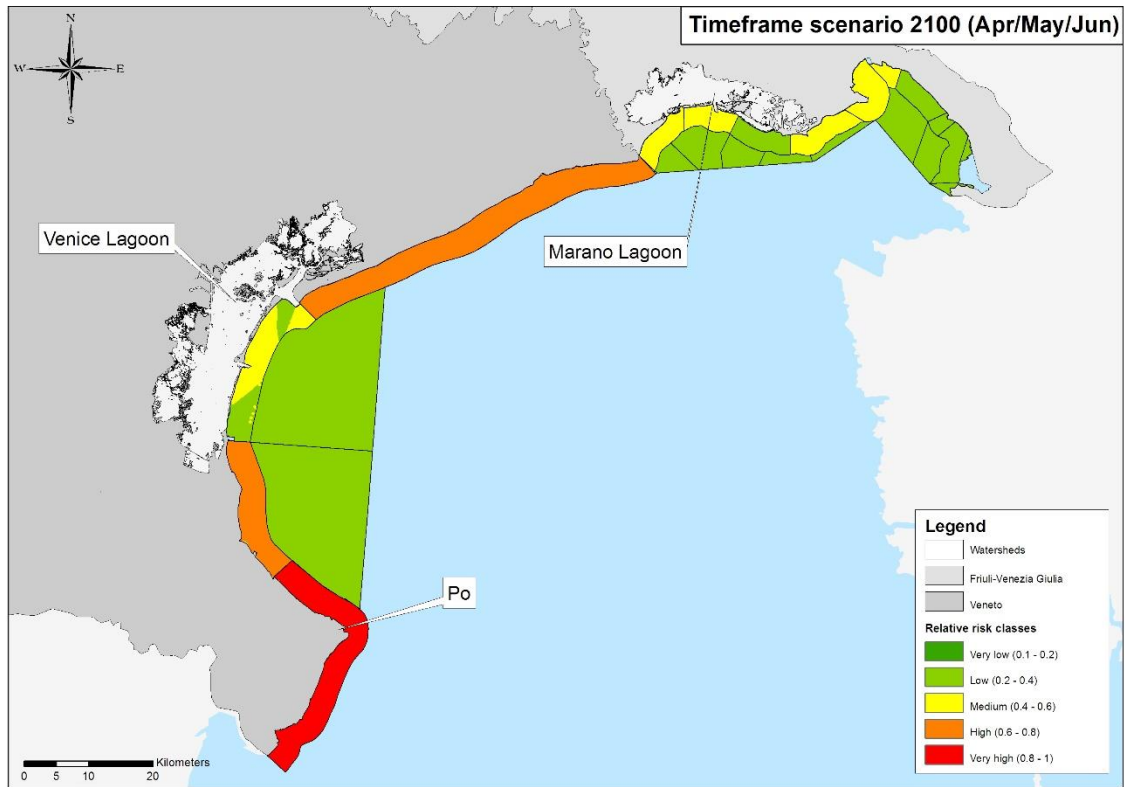 Timeframe scenario 2100 (Apr/May/Jun)
N
W
E
S
Venice Lagoon
Marano Lagoon
Po
Legend
Watersheds
Friuli-Venezia Giulia
Veneto
Relative risk classes
Very low (0.1 - 0.2)
Low (0.2 - 0.4)
Medium (0.4 - 0.6)
High (0.6 - 0.8)
Very high (0.8 - 1)
Kilometers
0 5 10 20